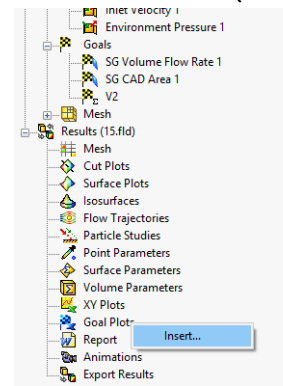 Inlet Velocity 1
Environment Pressure 1
Goals
SG Volume Flow Rate 1
SG CAD Area 1
V2
Mesh
Results (15.fld)
Mesh
Cut Plots
Surface Plots
Isosurfaces
Flow Trajectories
Particle Studies
Point Parameters
Surface Parameters
Volume Parameters
XY Plots
Goal Plots
Insert...
Report
Animations
Export Results